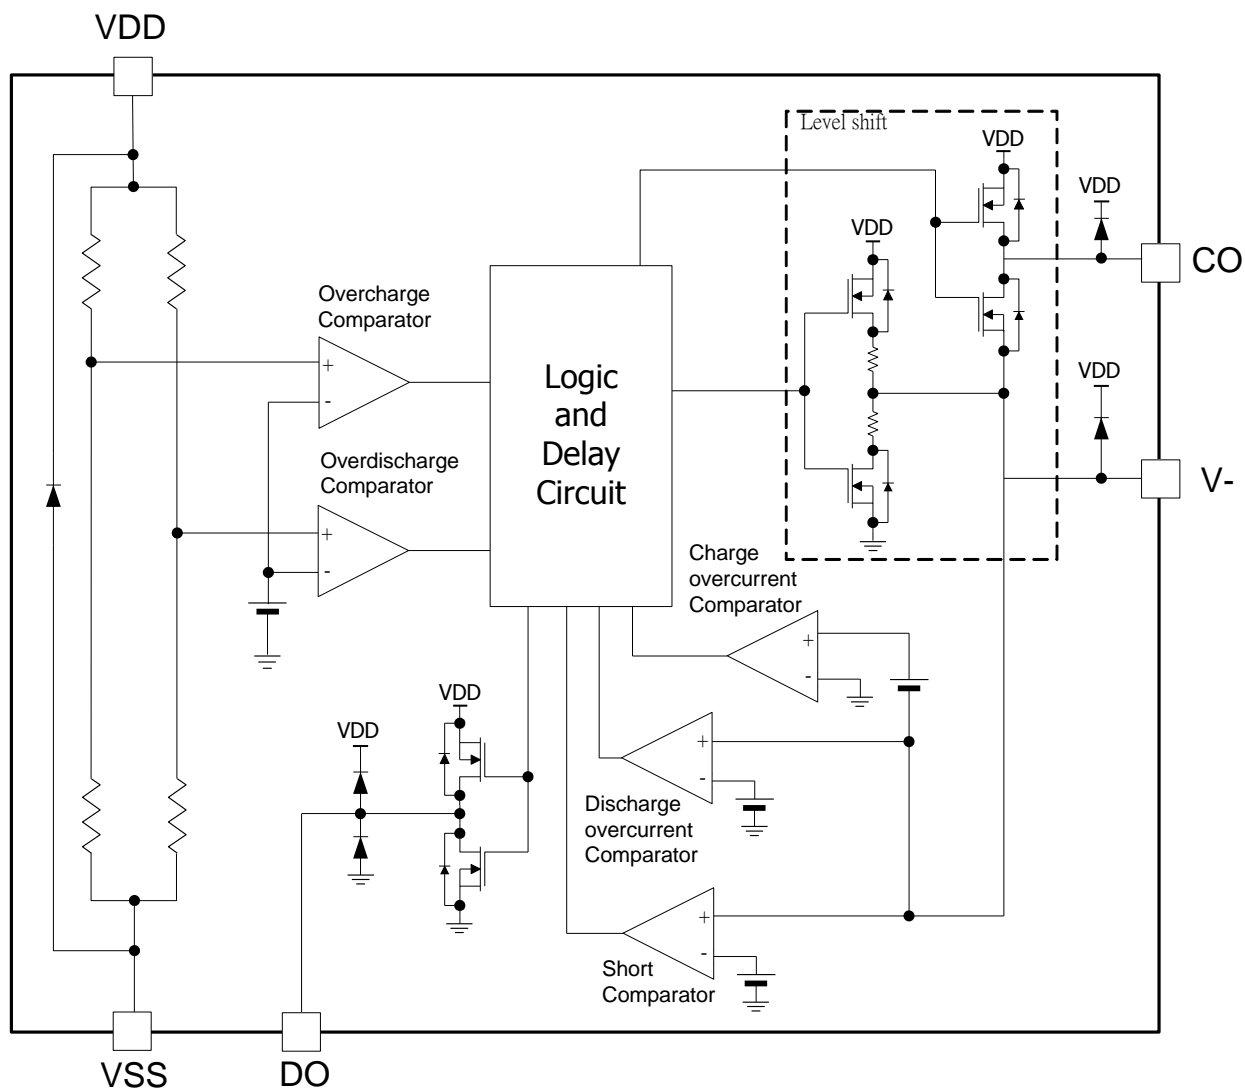 VDD
Level shift
VDD
VDD
VDD
CO
Overcharge
Comparator
+
-
Logic
and
Delay
Circuit
VDD
V-
Overdischarge
Comparator
+
-
Charge
overcurrent
Comparator
+
-
VDD
VDD
+
-
Discharge
overcurrent
Comparator
+
-
Short
Comparator
VSS
DO